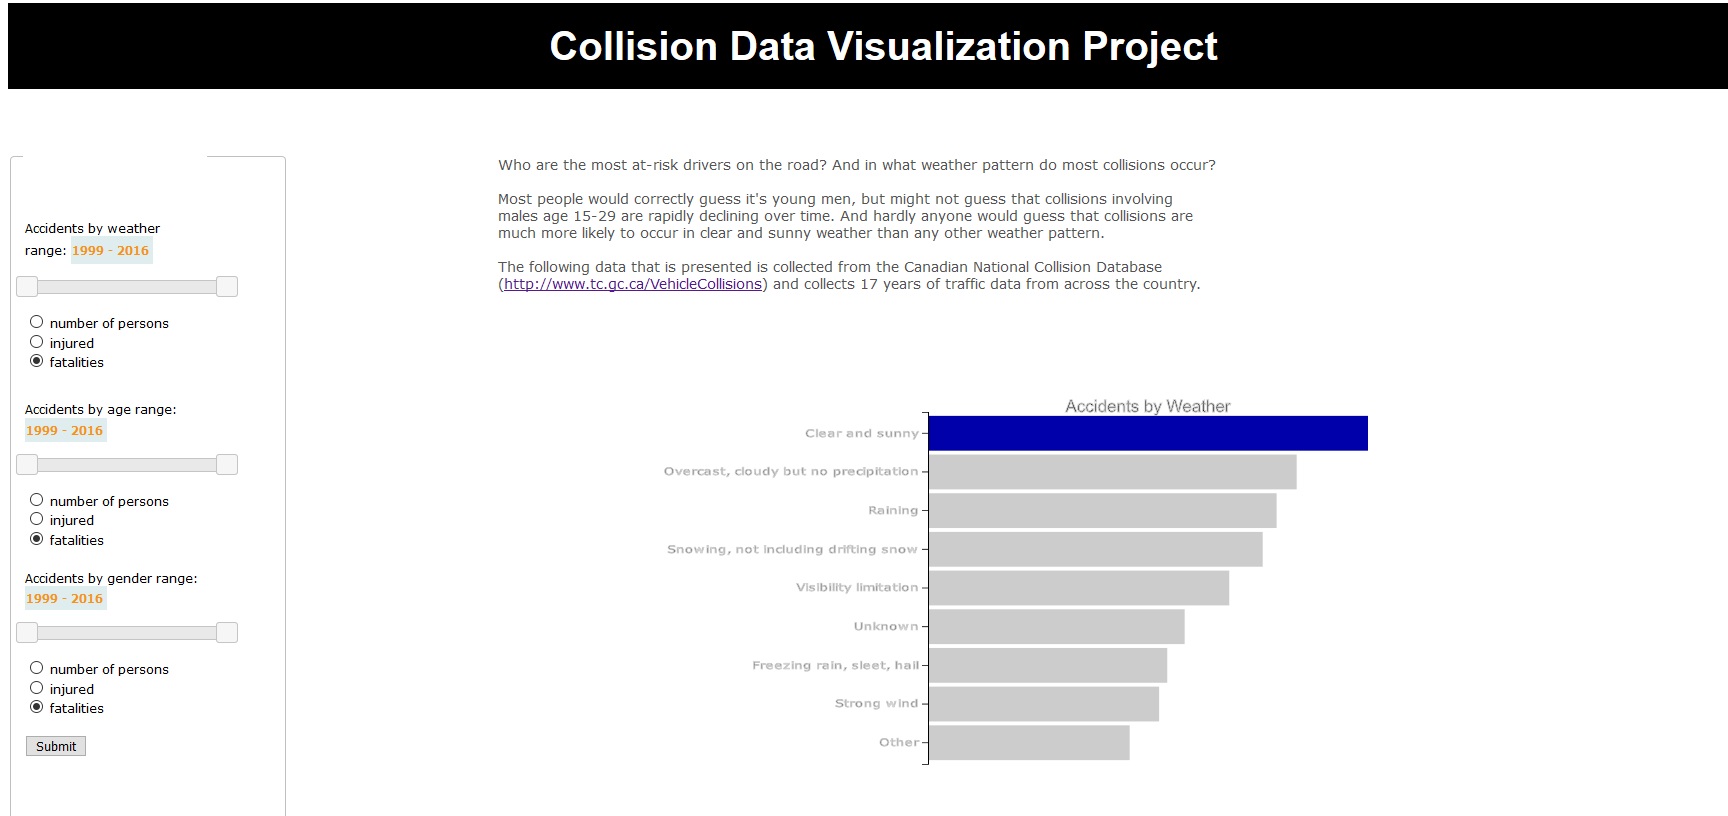 Collision Data Visualization Project
Accidents by weather
range: 1999 - 2016
number of persons
injured
fatalities
Accidents by age range:
1999 - 2016
number of persons
injured
fatalities
Accidents by gender range:
1999 - 2016
number of persons
injured
fatalities
Submit
Who are the most at-risk drivers on the road? And in what weather pattern do most collisions occur?
Most people would correctly guess it's young men, but might not guess that collisions involving
males age 15-29 are rapidly declining over time. And hardly anyone would guess that collisions are
much more likely to occur in clear and sunny weather than any other weather pattern.
The following data that is presented is collected from the Canadian National Collision Database
(http://www.tc.gc.ca/VehicleCollisions) and collects 17 years of traffic data from across the country.
Accidents by Weather
Clear and sunny
Overcast, cloudy but no precipitation
Raining
Snowing, not including drifting snow
Visibility limitation
Unknown
Freezing rain, sleet, hail
Strong wind
Other